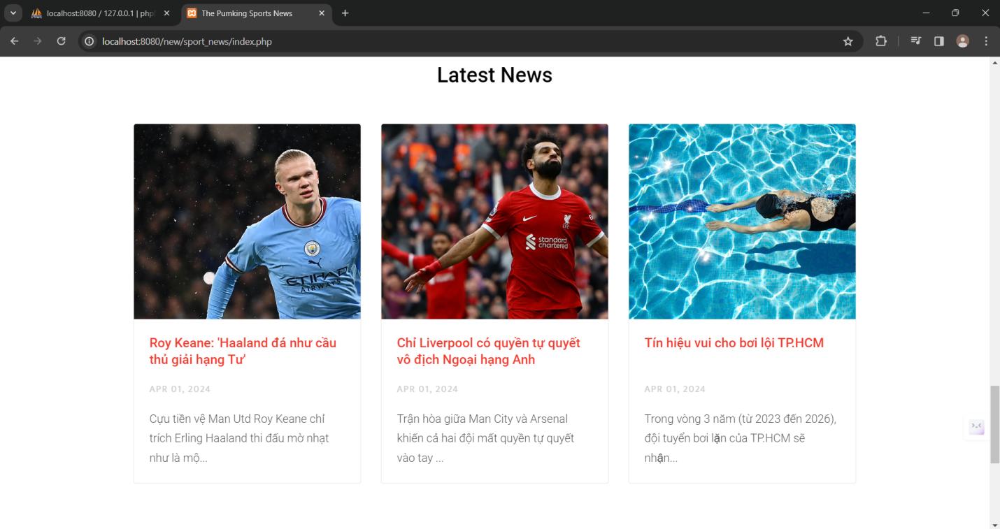 localhost:8080 / 127.0.0.1 | php
The Pumking Sports News
localhost:8080/new/sport_news/index.php
Latest News
ETIHAD
AIRWAYS
standard
chartered
Roy Keane: 'Haaland đá như cầu
thủ giải hạng Tư'
APR 01, 2024
Cựu tiền vệ Man Utd Roy Keane chỉ
trích Erling Haaland thi đấu mờ nhạt
như là mộ...
Chỉ Liverpool có quyền tự quyết
vô địch Ngoại hạng Anh
APR 01, 2024
Trận hòa giữa Man City và Arsenal
khiến cả hai đội mất quyền tự quyết
vào tay ...
Tín hiệu vui cho bơi lội TP.HCM
APR 01, 2024
Trong vòng 3 năm (từ 2023 đến 2026),
đội tuyển bơi lặn của TP.HCM sẽ
nhận...